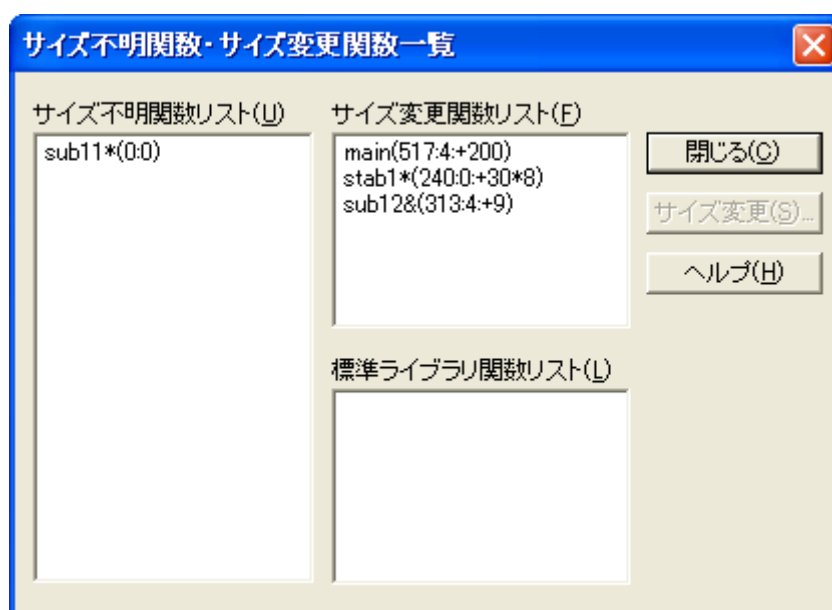 サイズ不明関数・サイズ変更関数一覧
サイズ不明関数リスト(U)
sub11*(0:0)
サイズ変更関数リスト(F)
main(517:4:+200)
stab1*(240:0:+30*8)
sub12&(313:4:+9)
標準ライブラリ関数リスト(L)
閉じる(C)
サイズ変更(S)...
ヘルプ(H)